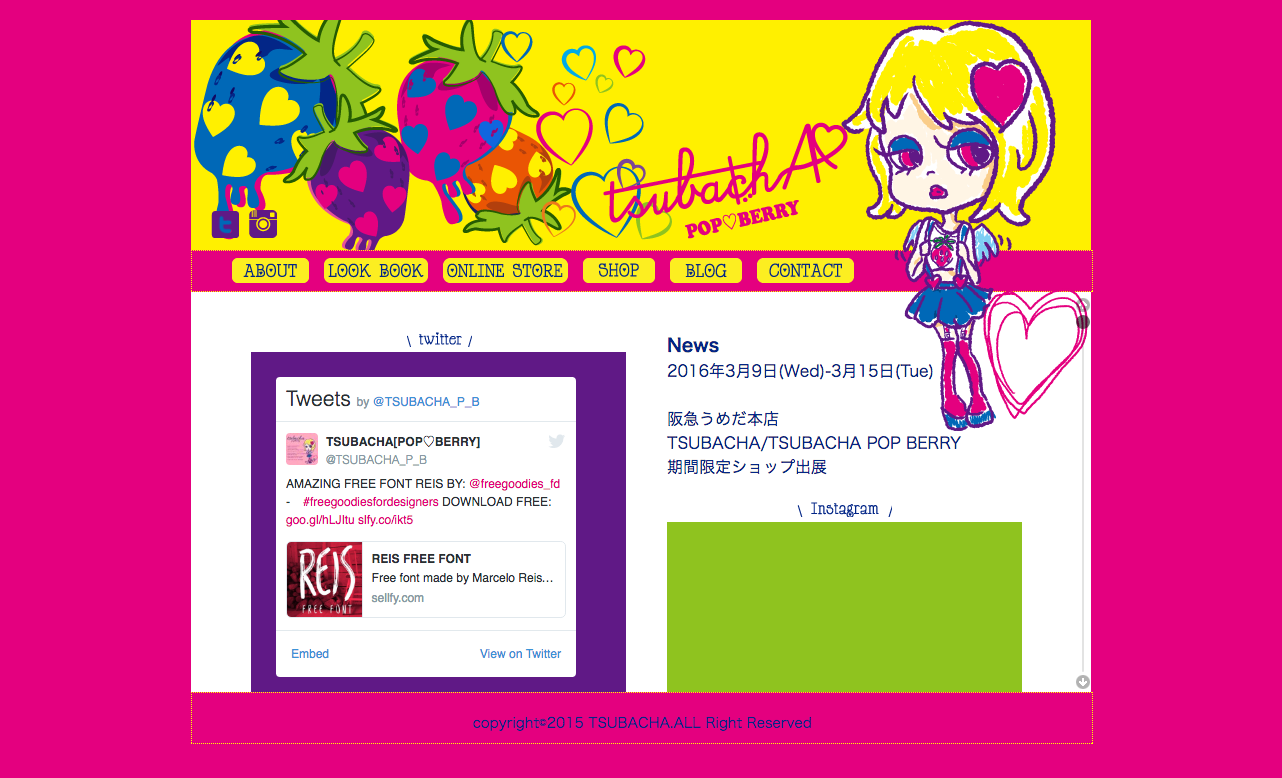 tsubachA
POP♡BERRY
ABOUT
LOOK BOOK
ONLINE STORE
SHOP
BLOG
CONTACT
\ twitter /
Tweets by @TSUBACHA_P_B
TSUBACHA[POP♡BERRY]
@TSUBACHA_P_B
AMAZING FREE FONT REIS BY: @freegoodies_fd
- #freegoodiesfordesigners DOWNLOAD FREE:
goo.gl/hLJltu slfy.co/ikt5
REIS
FREE FONT
REIS FREE FONT
Free font made by Marcelo Reis...
sellfy.com
Embed
View on Twitter
News
2016年3月9日(Wed)-3月15日(Tue)
阪急うめだ本店
TSUBACHA/TSUBACHA POP BERRY
期間限定ショップ出展
\ Instagram /
copyright©2015 TSUBACHA.ALL Right Reserved